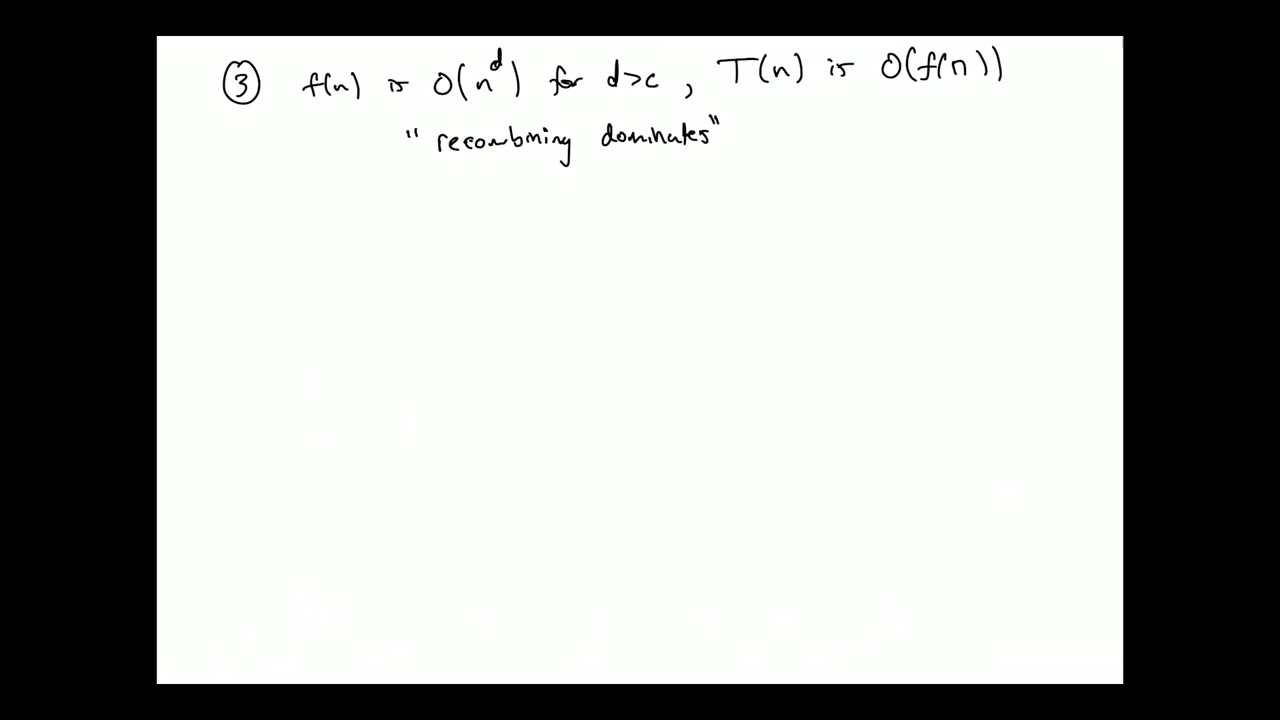 ③ f(n) is O(n^d) for d>c, T(n) is O(f(n))
"recombining dominates"